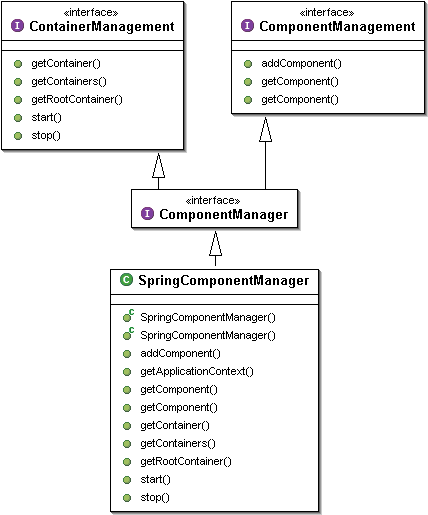 «interface»
I ContainerManagement
getContainer()
getContainers()
getRootContainer()
start()
stop()
«interface»
I ComponentManagement
addComponent()
getComponent()
getComponent()
«interface»
I ComponentManager
C SpringComponentManager
c SpringComponentManager()
c SpringComponentManager()
addComponent()
getApplicationContext()
getComponent()
getComponent()
getContainer()
getContainers()
getRootContainer()
start()
stop()